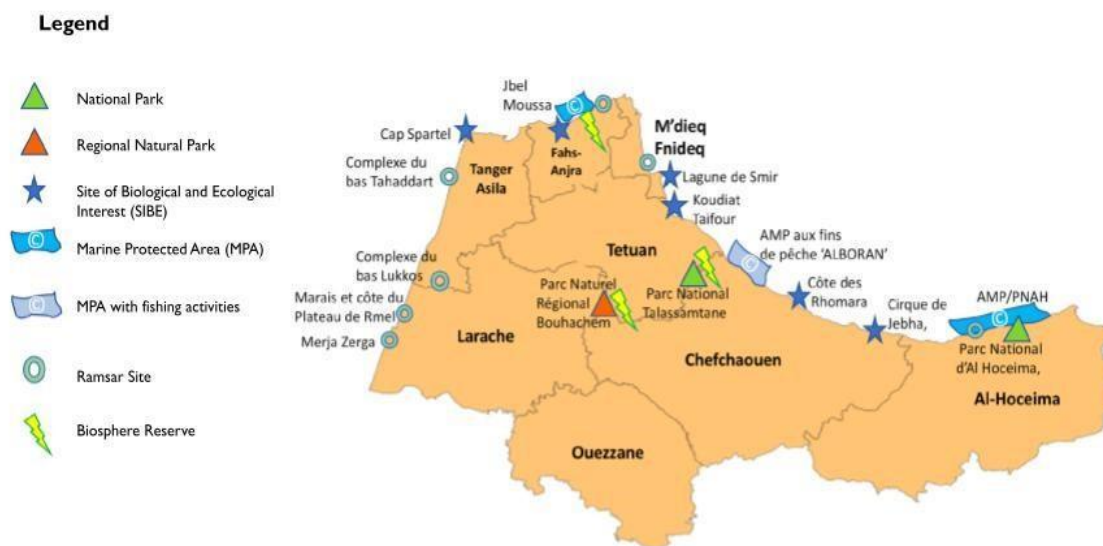 Legend
National Park
Regional Natural Park
Site of Biological and Ecological
Interest (SIBE)
© Marine Protected Area (MPA)
© MPA with fishing activities
Ramsar Site
Biosphere Reserve
Jbel
Moussa
©
Cap Spartel
M'dieq
Fnideq
Fahs-
Anjra
Tanger
Asila
Complexe du
bas Tahaddart
Lagune de Smir
Koudiat
Taifour
Tetuan
AMP aux fins
de pêche 'ALBORAN'
©
Complexe du
bas Lukkos
Parc Naturel
Régional
Bouhachem
Parc National
Talassamtane
Côte des
Rhomara
Cirque de
Jebha,
AMP/PNAH
©
Marais et côte du
Plateau de Rmel
Merja Zerga
Larache
Chefchaouen
Parc National
d'Al Hoceima,
Al-Hoceima
Ouezzane